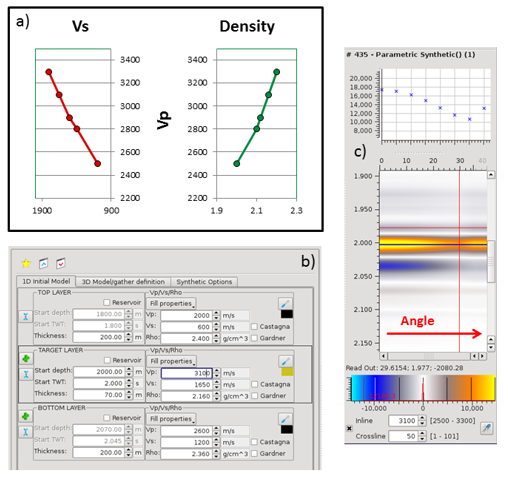 a)
Vs
Density
3400
3200
3000
2800
2600
2400
2200
1900
900
Vp
3400
3200
3000
2800
2600
2400
2200
1.9
2.1
2.3
b)
1D Initial Model
3D Model/gather definition
Synthetic Options
TOP LAYER
Reservoir
Start depth: 1800.00 m
Start TWT: 1.800 s
Thickness: 200.00 m
Vp/Vs/Rho
Fill properties
Vp: 2000 m/s
Vs: 600 m/s Castagna
Rho: 2.400 g/cm^3 Gardner
TARGET LAYER
Reservoir
Start depth: 2000.00 m
Start TWT: 2.000 s
Thickness: 70.00 m
Vp/Vs/Rho
Fill properties
Vp: 3100 m/s
Vs: 1650 m/s Castagna
Rho: 2.160 g/cm^3 Gardner
BOTTOM LAYER
Reservoir
Start depth: 2070.00 m
Start TWT: 2.045 s
Thickness: 200.00 m
Vp/Vs/Rho
Fill properties
Vp: 2600 m/s
Vs: 1200 m/s Castagna
Rho: 2.360 g/cm^3 Gardner
# 435 - Parametric Synthetic() (1)
20,000
18,000
16,000
14,000
12,000
10,000
8,000
c)
0 10 20 30 40
1.900
1.950
2.000
2.050
2.100
2.150
Angle
Read Out: 29.6154; 1.977; -2080.28
-10,000 0 10,000
Inline 3100 [2500 - 3300]
Crossline 50 [1 - 101]